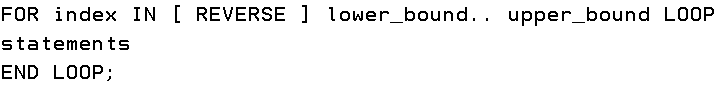 FOR index IN [ REVERSE ] lower_bound.. upper_bound LOOP
statements
END LOOP;